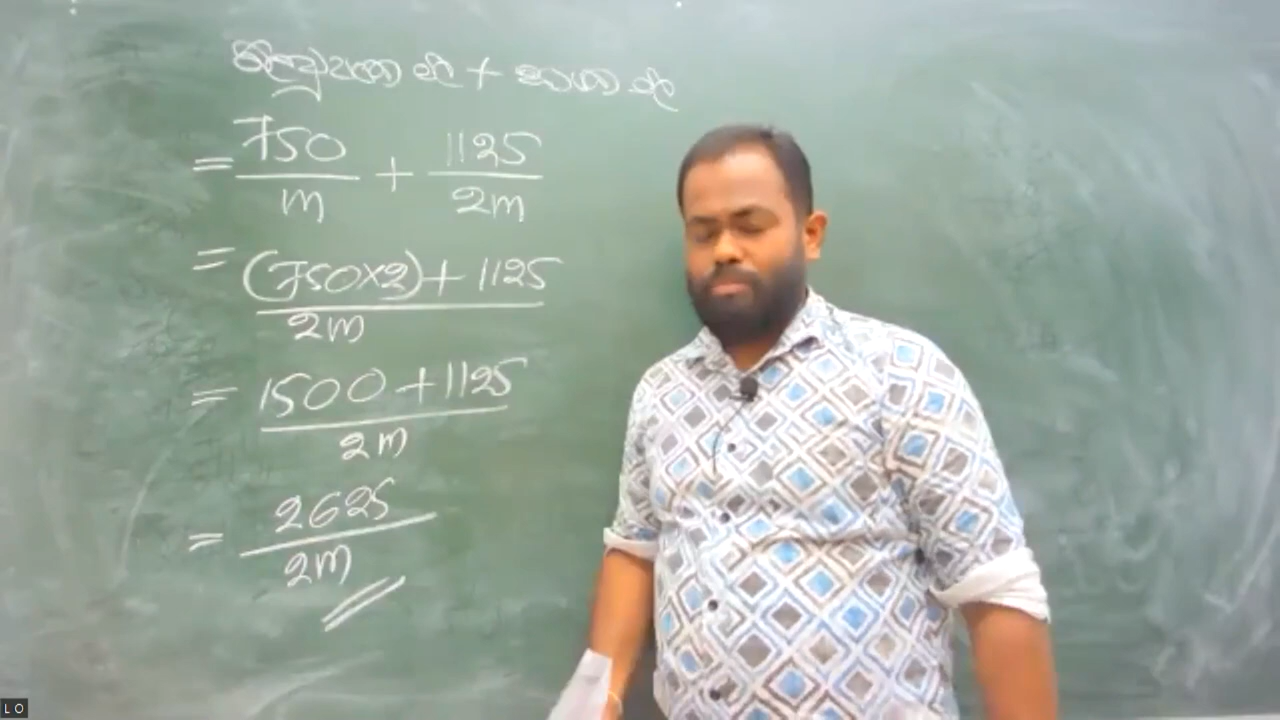 +
= 750/m + 1125/2m
= (750×2) + 1125/2m
= 1500 + 1125/2m
= 2625/2m
L O